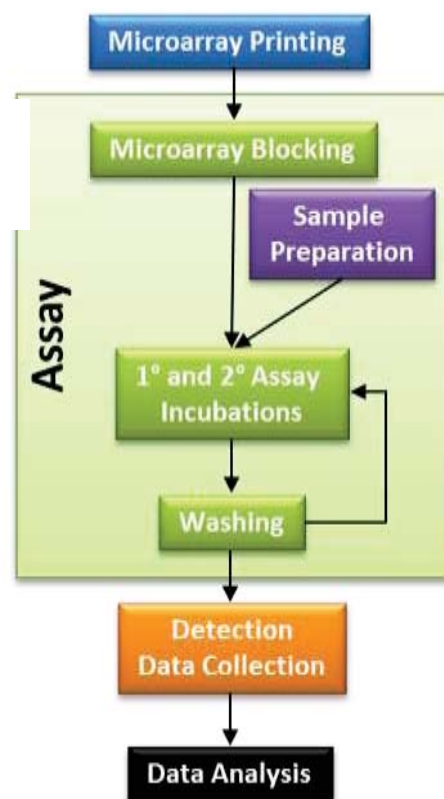 Microarray Printing
Microarray Blocking
Sample
Preparation
Assay
1° and 2° Assay
Incubations
Washing
Detection
Data Collection
Data Analysis